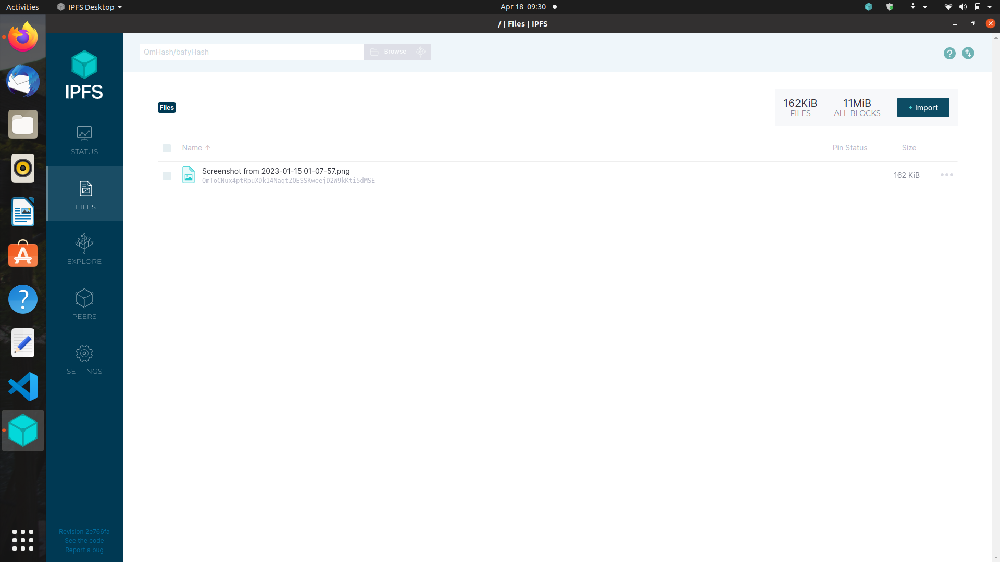 Activities
IPFS Desktop
Apr 18 09:30
/ | Files | IPFS
IPFS
QmHash/bafyHash
Browse
STATUS
FILES
EXPLORE
PEERS
SETTINGS
Files
162KiB
FILES
11MiB
ALL BLOCKS
+ Import
Name ↑
Pin Status
Size
Screenshot from 2023-01-15 01-07-57.png
QmToCNux4ptRpuXDk14NaqtZQESSKweejD2W9kKti5dMSE
162 KiB
Revision 2e766fa
See the code
Report a bug